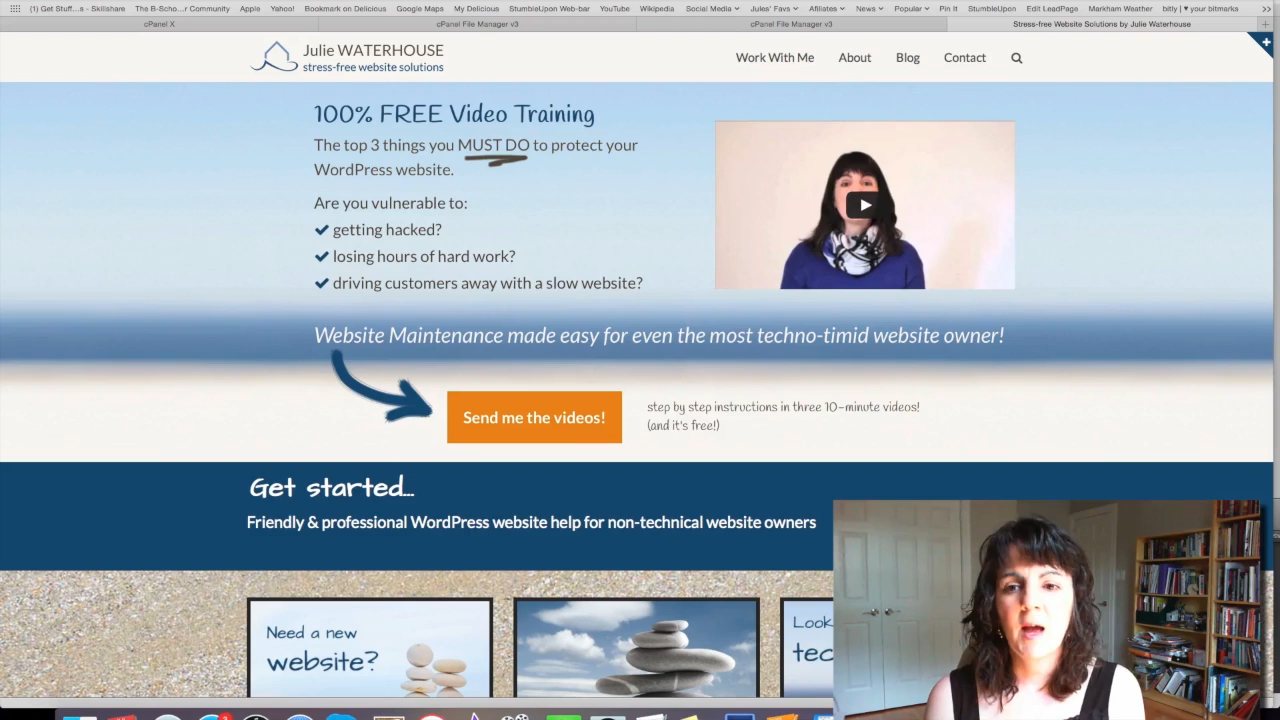 (1) Get Stuff...s - Skillshare The B-Scho...r Community Apple Yahoo! Bookmark on Delicious Google Maps My Delicious StumbleUpon Web-bar YouTube Wikipedia Social Media Jules' Favs Afiliates News Popular Pin It StumbleUpon Edit LeadPage Markham Weather bitly | ♥ your bitmarks >>
cPanel X cPanel File Manager v3 cPanel File Manager v3 Stress-free Website Solutions by Julie Waterhouse +
Julie WATERHOUSE
stress-free website solutions
Work With Me About Blog Contact
100% FREE Video Training
The top 3 things you MUST DO to protect your
WordPress website.
Are you vulnerable to:
getting hacked?
losing hours of hard work?
driving customers away with a slow website?
Website Maintenance made easy for even the most techno-timid website owner!
Send me the videos!
step by step instructions in three 10-minute videos!
(and it's free!)
Get started...
Friendly & professional WordPress website help for non-technical website owners
Need a new
website?
Look
tec